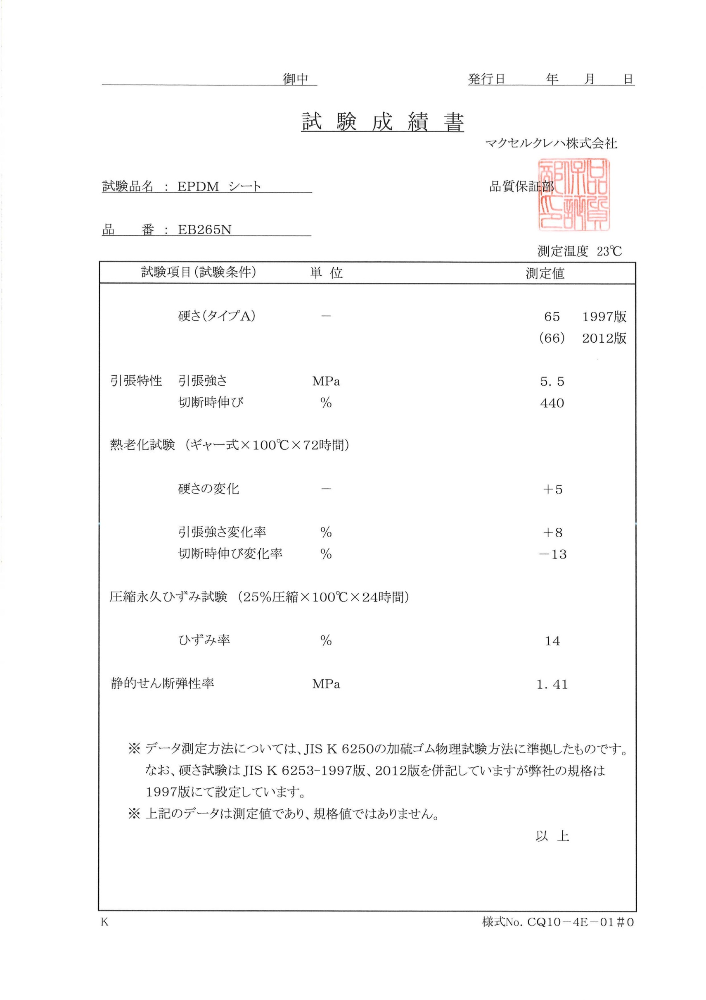 御中 発行日 年 月 日
試験成績書
マクセルクレハ株式会社
試験品名 : EPDM シート 品質保証部
品質保証部印
品 番 : EB265N
測定温度 23℃
試験項目(試験条件) 単位 測定値
硬さ(タイプA) － 65 1997版
(66) 2012版
引張特性 引張強さ MPa 5.5
切断時伸び % 440
熱老化試験 (ギャー式×100℃×72時間)
硬さの変化 － +5
引張強さ変化率 % +8
切断時伸び変化率 % －13
圧縮永久ひずみ試験 (25%圧縮×100℃×24時間)
ひずみ率 % 14
静的せん断弾性率 MPa 1.41
※ データ測定方法については、JIS K 6250の加硫ゴム物理試験方法に準拠したものです。
なお、硬さ試験は JIS K 6253-1997版、2012版を併記していますが弊社の規格は
1997版にて設定しています。
※ 上記のデータは測定値であり、規格値ではありません。
以 上
K 様式No. CQ10－4E－01＃0